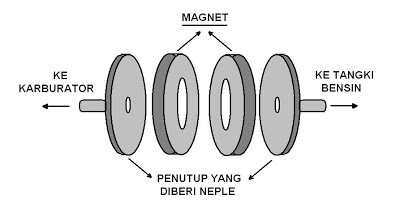 MAGNET
KE
KARBURATOR
KE TANGKI
BENSIN
PENUTUP YANG
DIBERI NEPLE